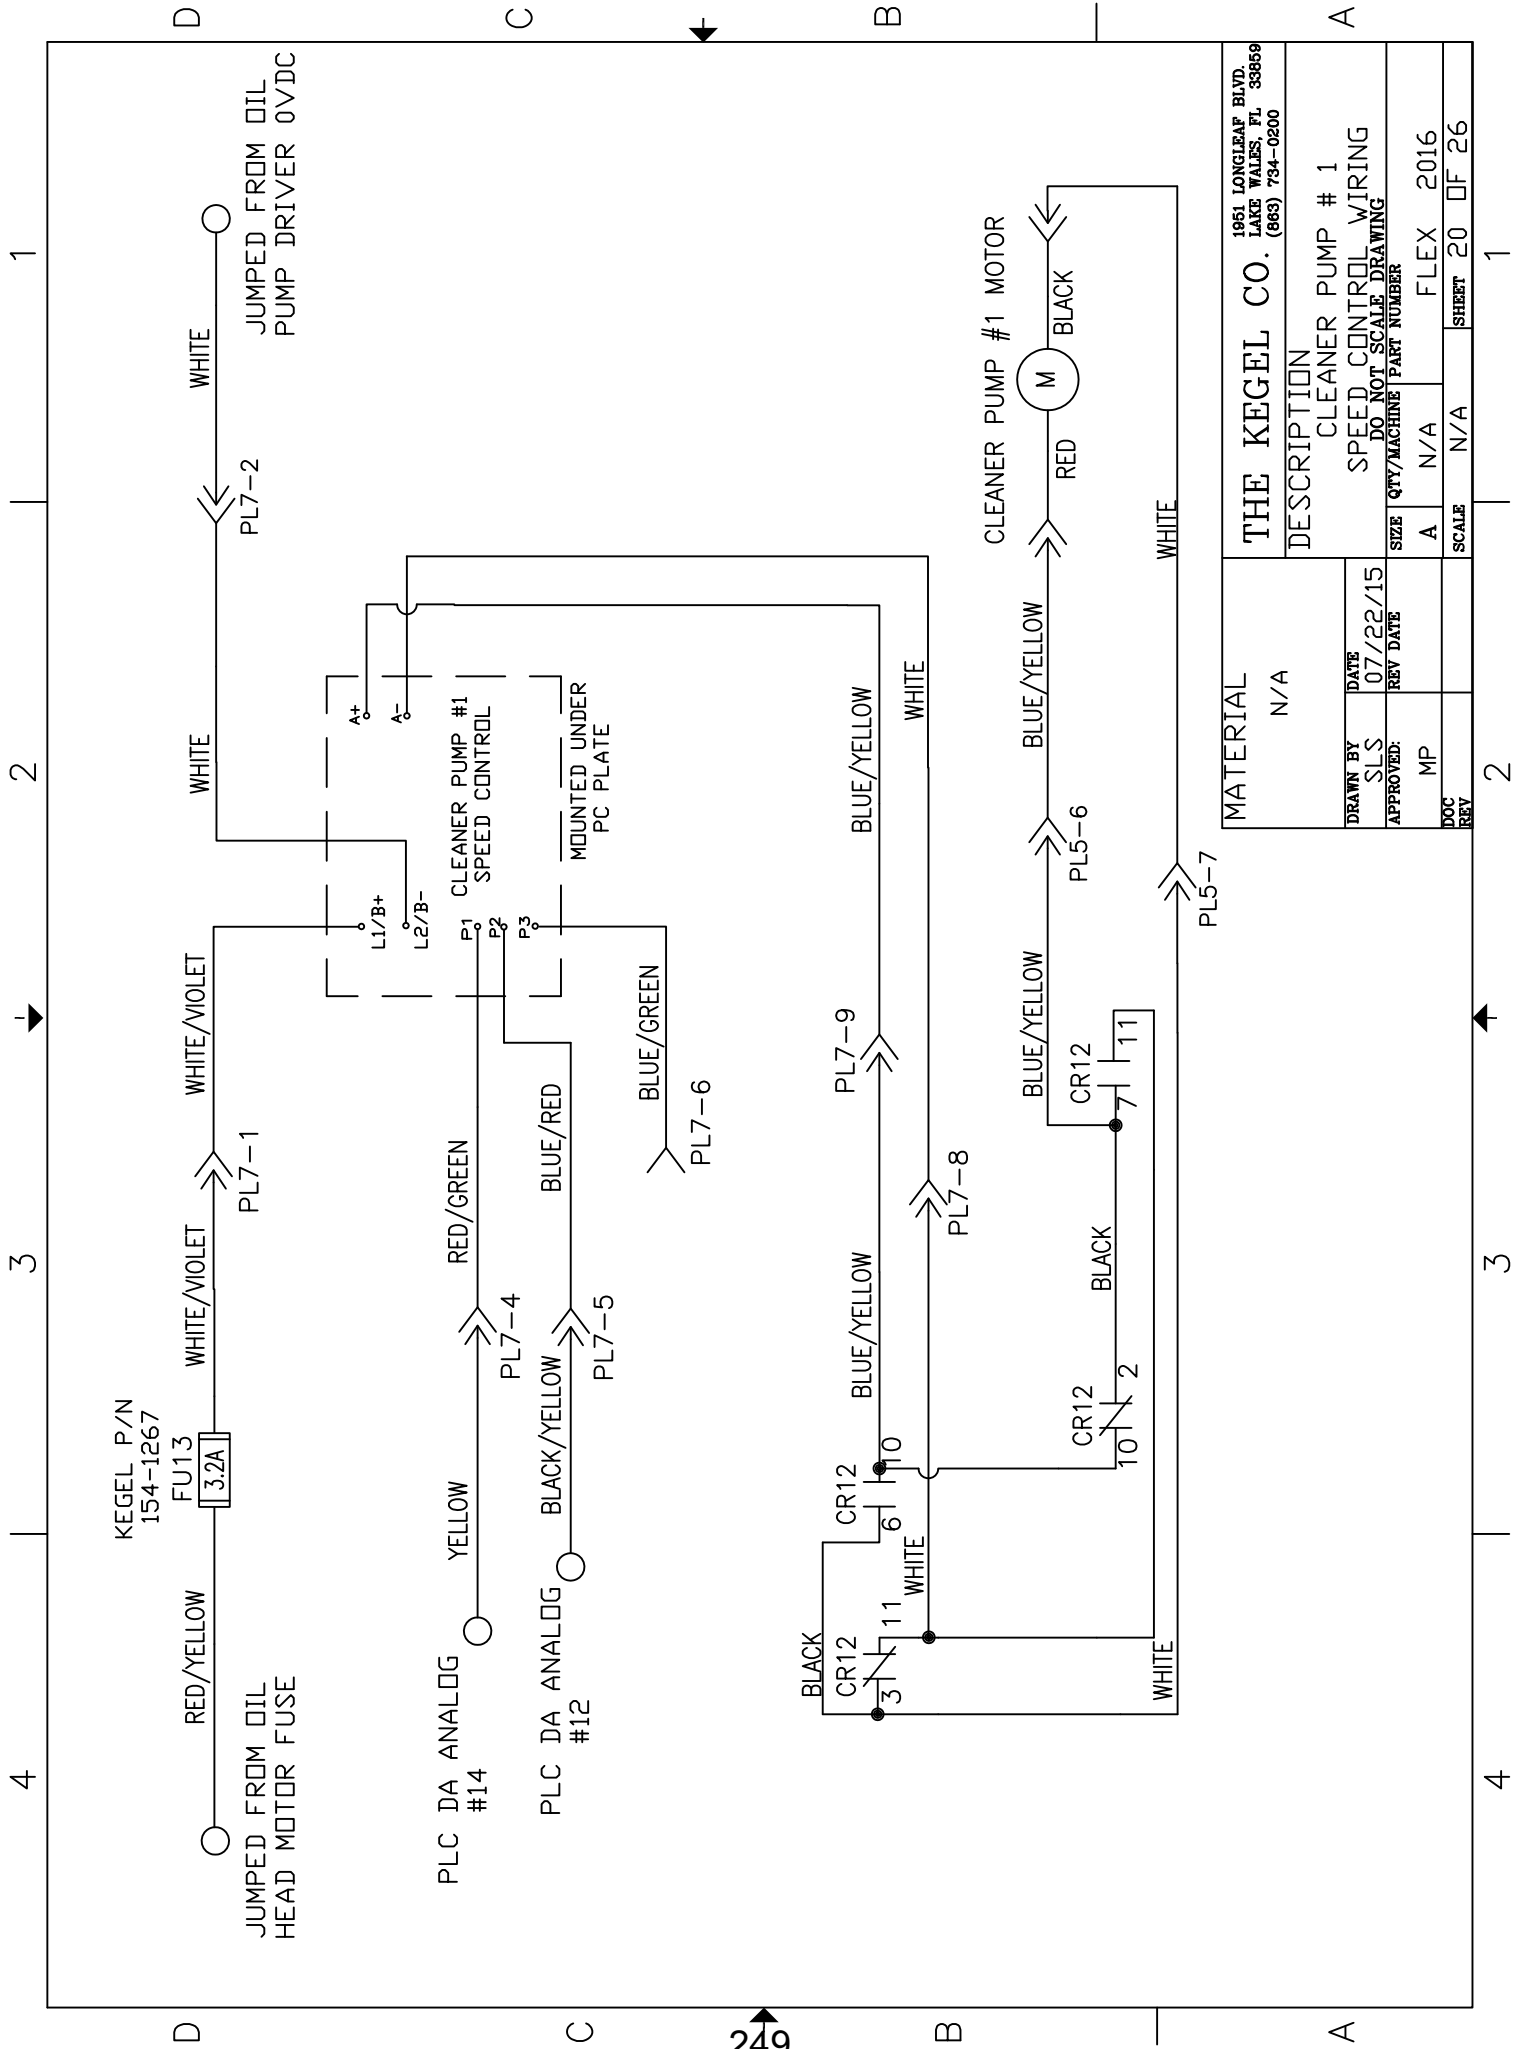 D
C
B
A
1
2
3
4
KEGEL P/N
154-1267
FU13
3.2A
RED/YELLOW
WHITE/VIOLET
WHITE/VIOLET
PL7-1
WHITE
WHITE
PL7-2
JUMPED FROM OIL
HEAD MOTOR FUSE
JUMPED FROM OIL
PUMP DRIVER 0VDC
L1/B+
L2/B-
A+
A-
P1
P2
P3
CLEANER PUMP #1
SPEED CONTROL
MOUNTED UNDER
PC PLATE
PLC DA ANALOG
#14
YELLOW
RED/GREEN
PL7-4
PLC DA ANALOG
#12
BLACK/YELLOW
BLUE/RED
PL7-5
BLUE/GREEN
PL7-6
BLACK
CR12
6
10
BLUE/YELLOW
PL7-9
BLUE/YELLOW
CR12
3
11
WHITE
PL7-8
WHITE
CLEANER PUMP #1 MOTOR
BLUE/YELLOW
BLUE/YELLOW
PL5-6
RED
M
BLACK
CR12
10
2
BLACK
CR12
7
11
WHITE
PL5-7
WHITE
MATERIAL
N/A
DRAWN BY
SLS
DATE
07/22/15
APPROVED:
MP
REV DATE
DOC
REV
THE KEGEL CO.
1951 LONGLEAF BLVD.
LAKE WALES, FL 33859
(863) 734-0200
DESCRIPTION
CLEANER PUMP # 1
SPEED CONTROL WIRING
DO NOT SCALE DRAWING
SIZE
A
QTY/MACHINE
N/A
PART NUMBER
FLEX 2016
SCALE
N/A
SHEET 20 OF 26
D
C
B
A
1
2
3
4
249